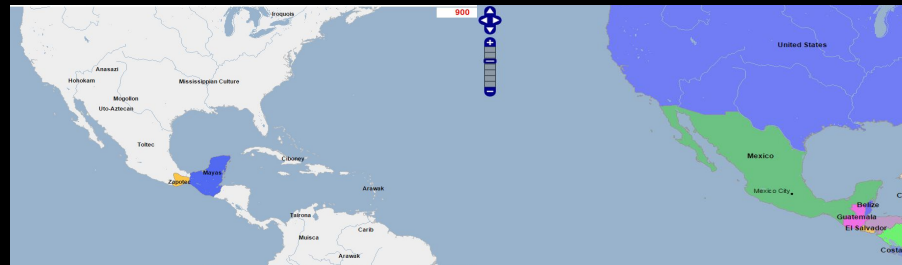 Iroquois
900
Anasazi
Hohokam
Mississippian Culture
Mogollon
Uto-Aztecan
Toltec
Ciboney
Mayas
Zapotec
Arawak
Tairona
Carib
Muisca
Arawak
United States
Mexico
Mexico City
Belize
Guatemala
El Salvador
Costa